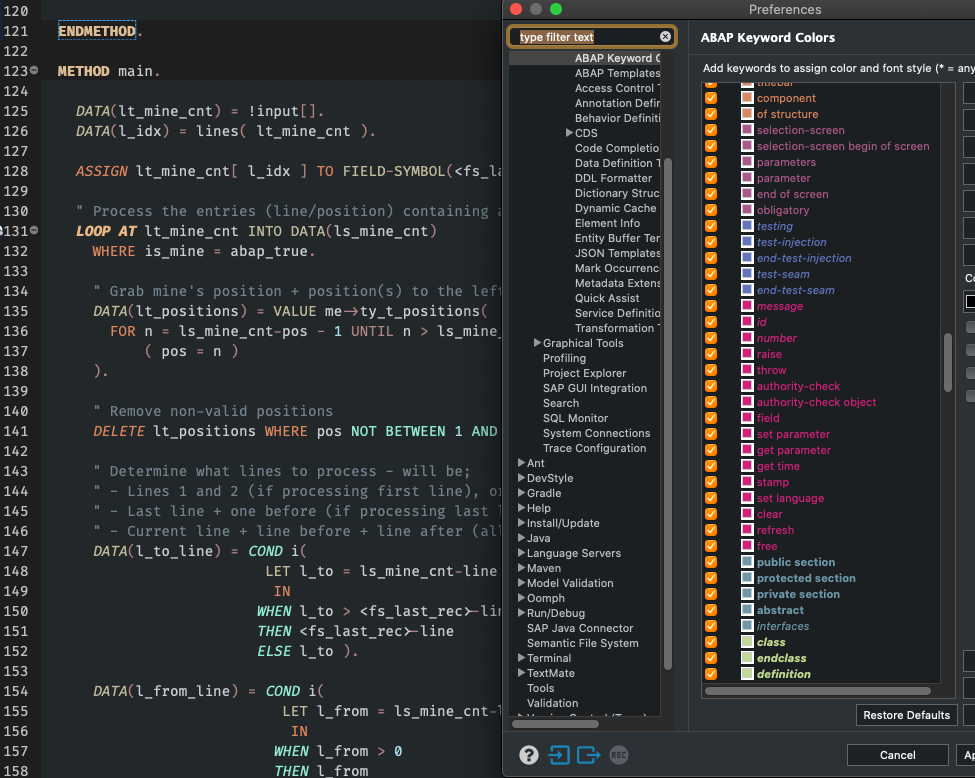 120
121 ENDMETHOD.
122
123 METHOD main.
124
125 DATA(lt_mine_cnt) = !input[].
126 DATA(l_idx) = lines( lt_mine_cnt ).
127
128 ASSIGN lt_mine_cnt[ l_idx ] TO FIELD-SYMBOL(<fs_la
129
130 " Process the entries (line/position) containing a
131 LOOP AT lt_mine_cnt INTO DATA(ls_mine_cnt)
132 WHERE is_mine = abap_true.
133
134 " Grab mine's position + position(s) to the left
135 DATA(lt_positions) = VALUE me->ty_t_positions(
136 FOR n = ls_mine_cnt-pos - 1 UNTIL n > ls_mine_
137 ( pos = n )
138 ).
139
140 " Remove non-valid positions
141 DELETE lt_positions WHERE pos NOT BETWEEN 1 AND
142
143 " Determine what lines to process - will be;
144 " - Lines 1 and 2 (if processing first line), or
145 " - Last line + one before (if processing last l
146 " - Current line + line before + line after (all
147 DATA(l_to_line) = COND i(
148 LET l_to = ls_mine_cnt-line
149 IN
150 WHEN l_to > <fs_last_rec>-lin
151 THEN <fs_last_rec>-line
152 ELSE l_to ).
153
154 DATA(l_from_line) = COND i(
155 LET l_from = ls_mine_cnt-l
156 IN
157 WHEN l_from > 0
158 THEN l_from
Preferences
type filter text
ABAP Keyword C
ABAP Templates
Access Control T
Annotation Defin
Behavior Definiti
CDS
Code Completio
Data Definition T
DDL Formatter
Dictionary Struc
Dynamic Cache
Element Info
Entity Buffer Ter
JSON Templates
Mark Occurrenc
Metadata Extens
Quick Assist
Service Definitio
Transformation T
Graphical Tools
Profiling
Project Explorer
SAP GUI Integration
Search
SQL Monitor
System Connections
Trace Configuration
Ant
DevStyle
Gradle
Help
Install/Update
Java
Language Servers
Maven
Model Validation
Oomph
Run/Debug
SAP Java Connector
Semantic File System
Terminal
TextMate
Tools
Validation
ABAP Keyword Colors
Add keywords to assign color and font style (* = any
titlebar
component
of structure
selection-screen
selection-screen begin of screen
parameters
parameter
end of screen
obligatory
testing
test-injection
end-test-injection
test-seam
end-test-seam
message
id
number
raise
throw
authority-check
authority-check object
field
set parameter
get parameter
get time
stamp
set language
clear
refresh
free
public section
protected section
private section
abstract
interfaces
class
endclass
definition
Co
Restore Defaults
?
REC
Cancel
Ap